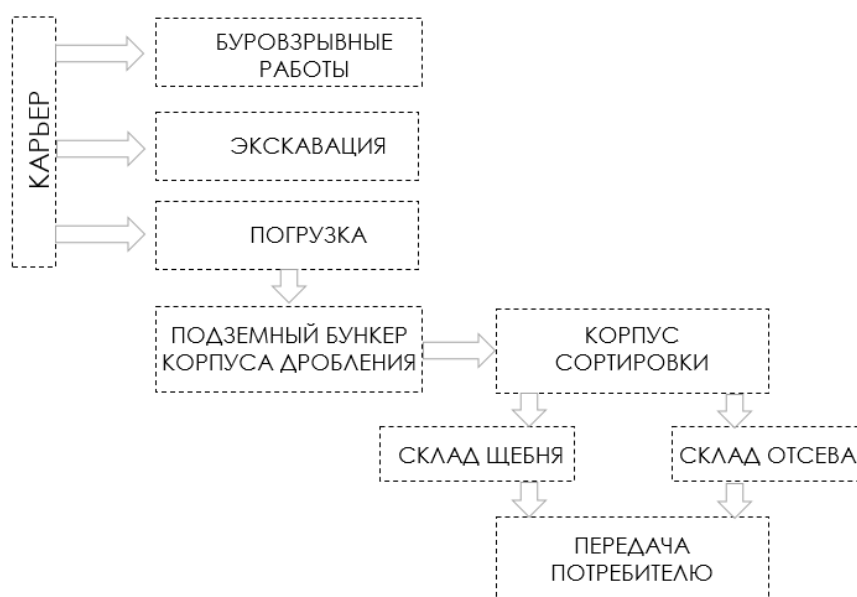 КАРЬЕР
БУРОВЗРЫВНЫЕ
РАБОТЫ
ЭКСКАВАЦИЯ
ПОГРУЗКА
ПОДЗЕМНЫЙ БУНКЕР
КОРПУСА ДРОБЛЕНИЯ
КОРПУС
СОРТИРОВКИ
СКЛАД ЩЕБНЯ
СКЛАД ОТСЕВА
ПЕРЕДАЧА
ПОТРЕБИТЕЛЮ